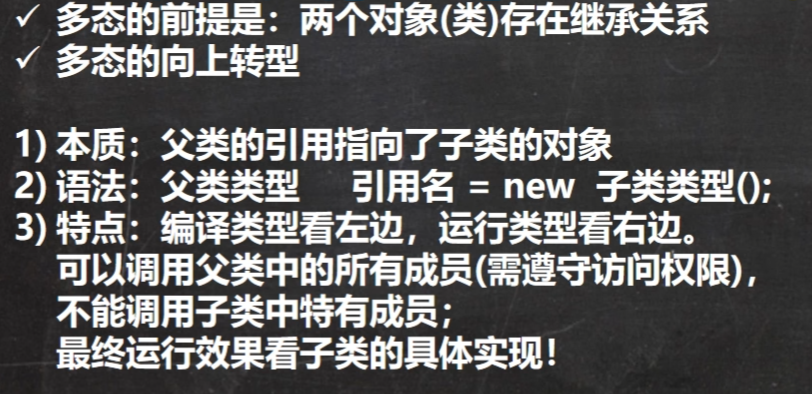 ✓ 多态的前提是：两个对象(类)存在继承关系
✓ 多态的向上转型
1) 本质：父类的引用指向了子类的对象
2) 语法：父类类型 引用名 = new 子类类型();
3) 特点：编译类型看左边，运行类型看右边。
可以调用父类中的所有成员(需遵守访问权限)，
不能调用子类中特有成员；
最终运行效果看子类的具体实现！